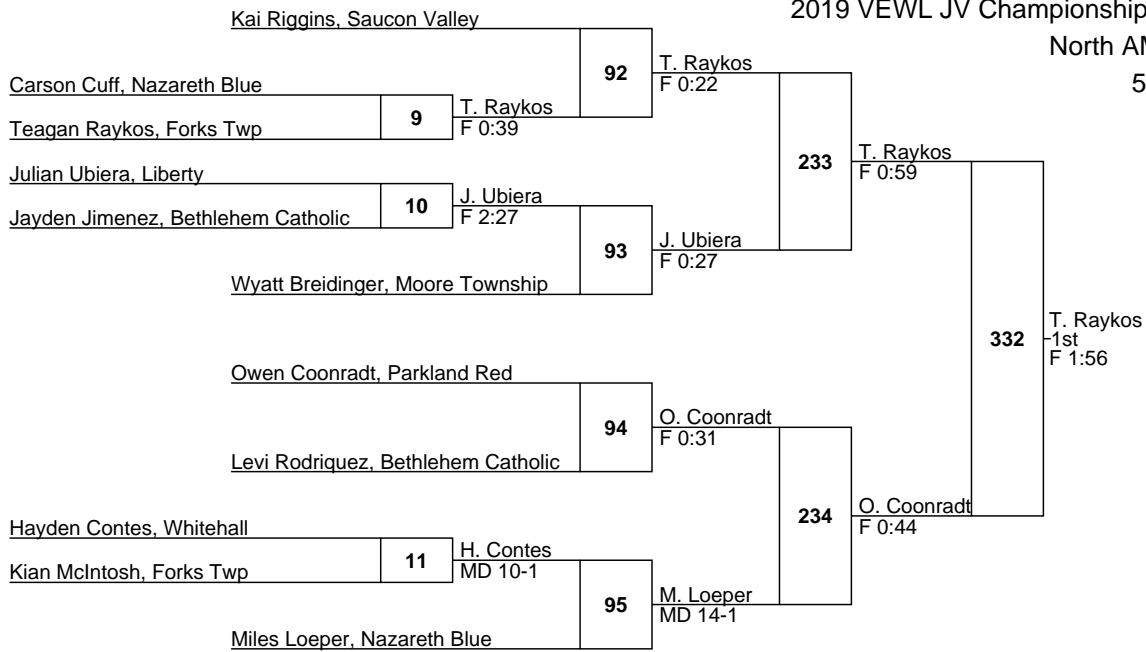 2019 VEWL JV Championship
North AM
5
Kai Riggins, Saucon Valley
92
T. Raykos
F 0:22
Carson Cuff, Nazareth Blue
9
T. Raykos
F 0:39
Teagan Raykos, Forks Twp
233
T. Raykos
F 0:59
Julian Ubiera, Liberty
10
J. Ubiera
F 2:27
Jayden Jimenez, Bethlehem Catholic
93
J. Ubiera
F 0:27
Wyatt Breidinger, Moore Township
332
T. Raykos
1st
F 1:56
Owen Coonradt, Parkland Red
94
O. Coonradt
F 0:31
Levi Rodriquez, Bethlehem Catholic
234
O. Coonradt
F 0:44
Hayden Contes, Whitehall
11
H. Contes
MD 10-1
Kian McIntosh, Forks Twp
95
M. Loeper
MD 14-1
Miles Loeper, Nazareth Blue